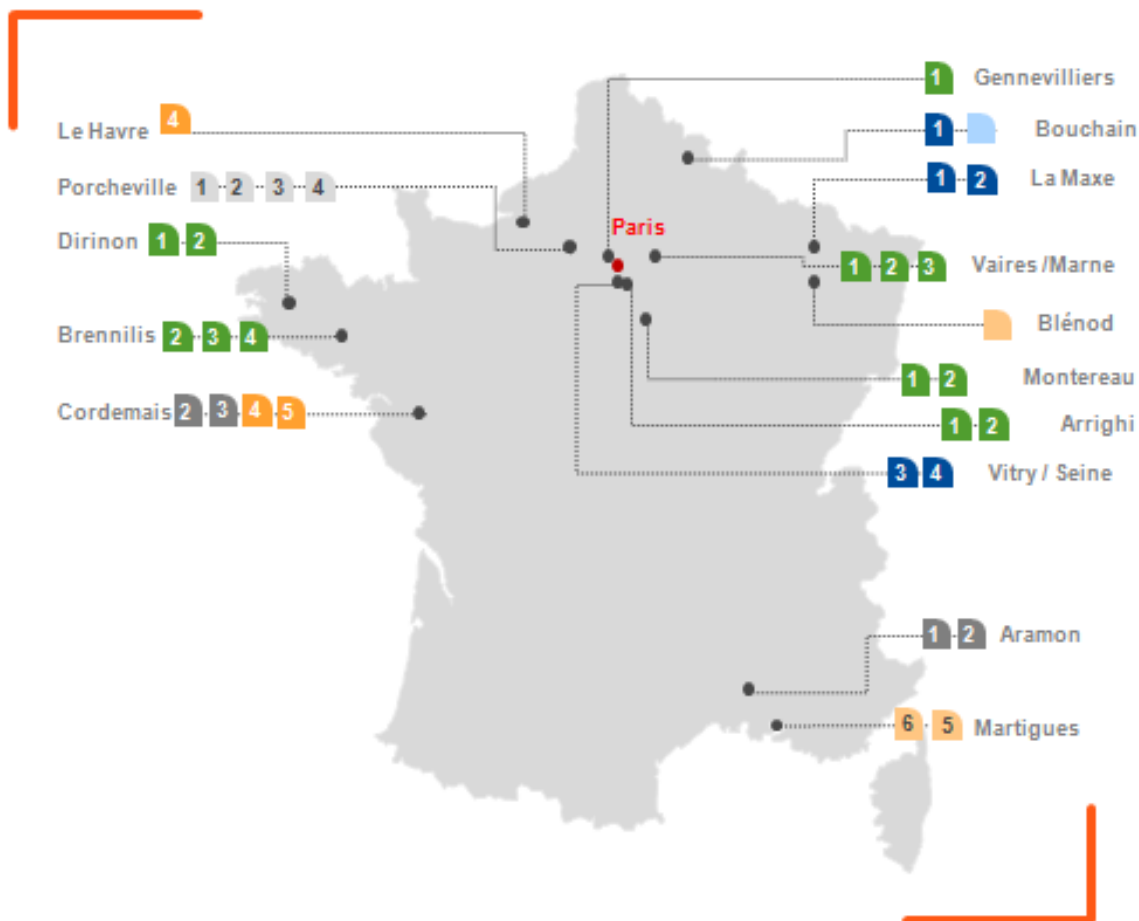 1 Gennevilliers
Le Havre 4
1 Bouchain
Porcheville 1 2 3 4
1 2 La Maxe
Paris
Dirinon 1 2
1 2 3 Vaires /Marne
Brennilis 2 3 4
Blénod
1 2 Montereau
Cordemais 2 3 4 5
1 2 Arrighi
3 4 Vitry / Seine
1 2 Aramon
6 5 Martigues